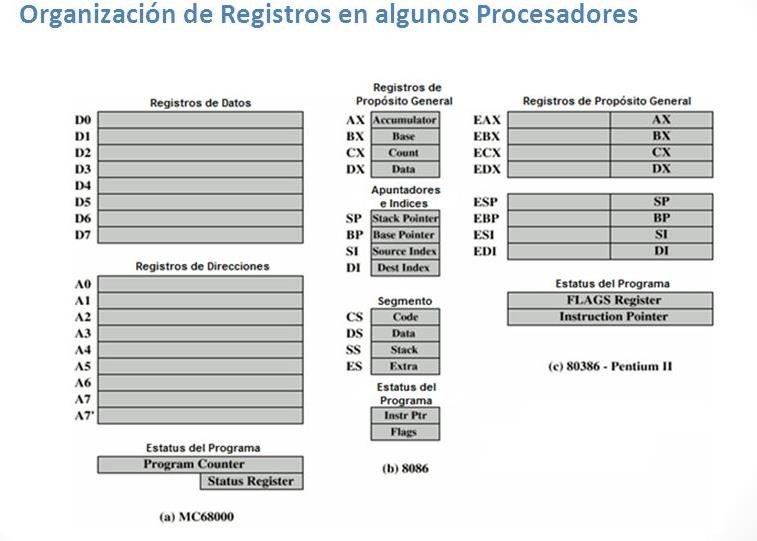 Organización de Registros en algunos Procesadores
Registros de Datos
D0
D1
D2
D3
D4
D5
D6
D7
Registros de Direcciones
A0
A1
A2
A3
A4
A5
A6
A7
A7'
Estatus del Programa
Program Counter
Status Register
(a) MC68000
Registros de
Propósito General
AX Accumulator
BX Base
CX Count
DX Data
Apuntadores
e Indices
SP Stack Pointer
BP Base Pointer
SI Source Index
DI Dest Index
Segmento
CS Code
DS Data
SS Stack
ES Extra
Estatus del
Programa
Instr Ptr
Flags
(b) 8086
Registros de Propósito General
EAX AX
EBX BX
ECX CX
EDX DX
ESP SP
EBP BP
ESI SI
EDI DI
Estatus del Programa
FLAGS Register
Instruction Pointer
(c) 80386 - Pentium II